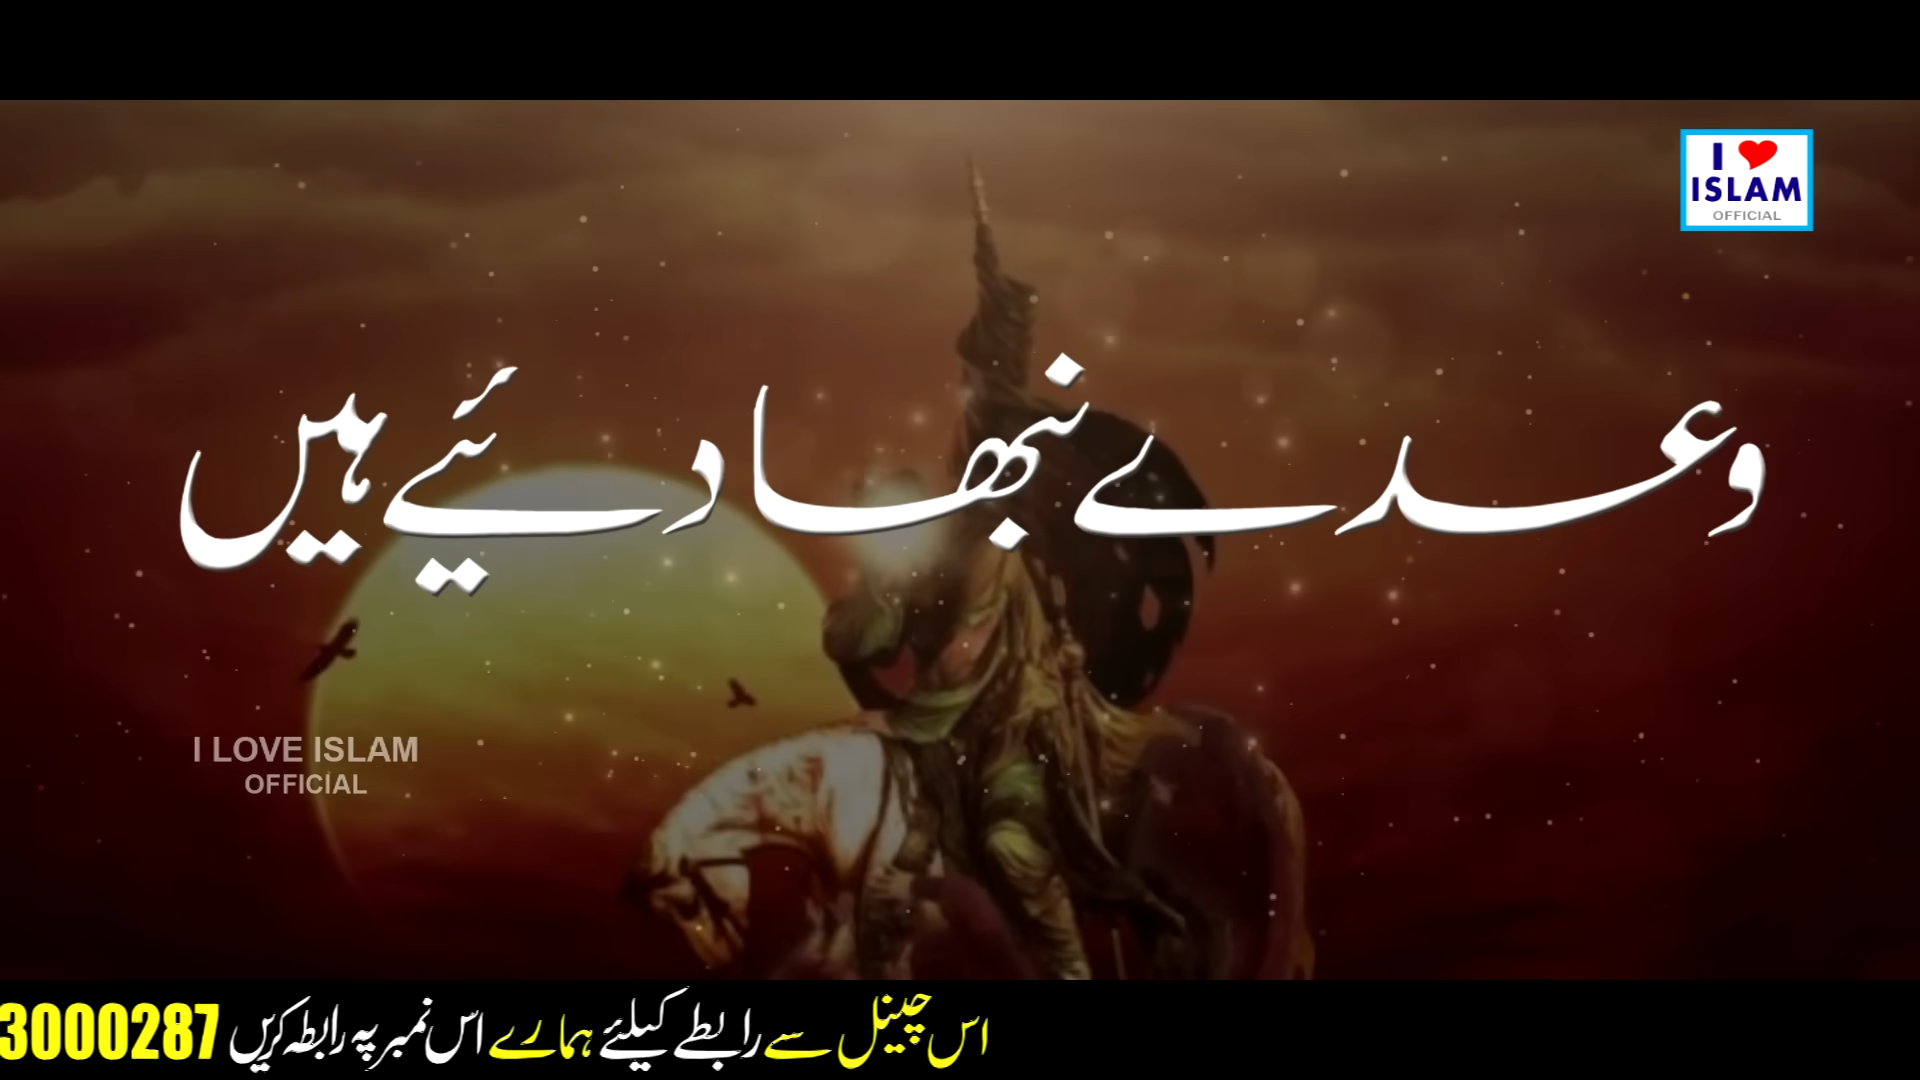 I ❤ ISLAM
OFFICIAL
وعدے نبھا دئیے ہیں
I LOVE ISLAM
OFFICIAL
اس چینل سے رابطے کیلئے ہمارے اس نمبر پہ رابطہ کریں 3000287